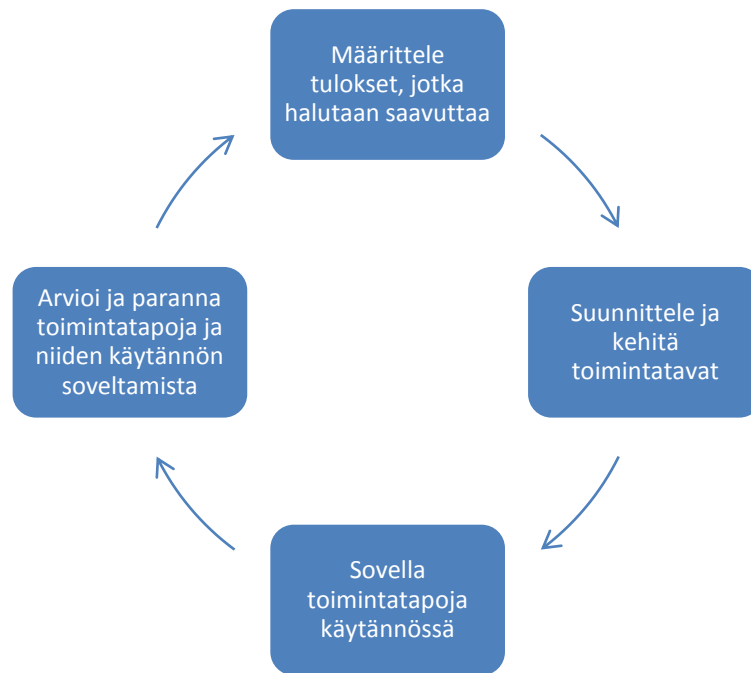 Määrittele
tulokset, jotka
halutaan saavuttaa
Suunnittele ja
kehitä
toimintatavat
Sovella
toimintatapoja
käytännössä
Arvioi ja paranna
toimintatapoja ja
niiden käytännön
soveltamista